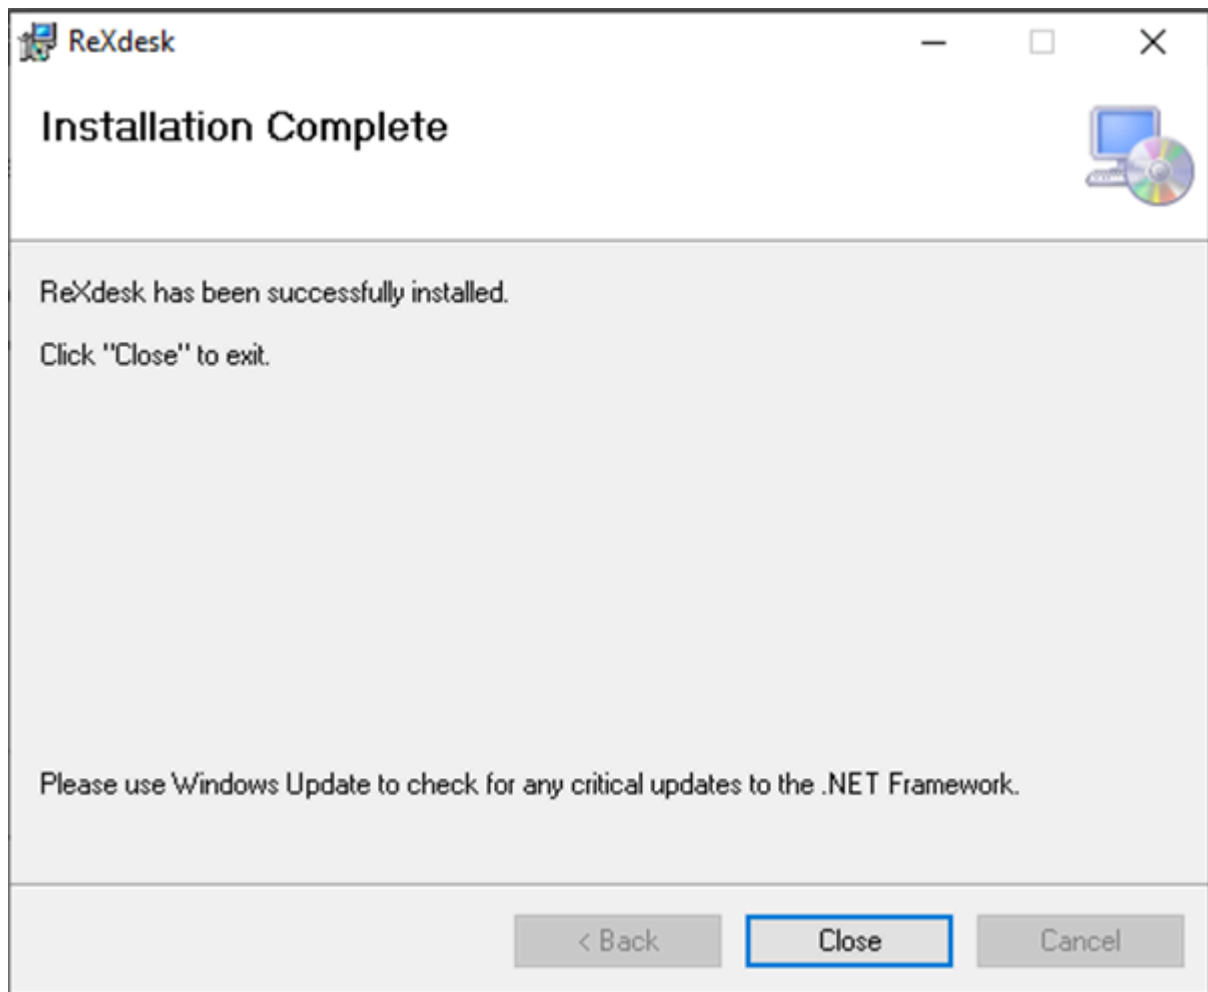 ReXdesk
Installation Complete
ReXdesk has been successfully installed.
Click "Close" to exit.
Please use Windows Update to check for any critical updates to the .NET Framework.
< Back
Close
Cancel